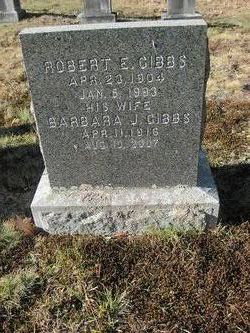 ROBERT E. GIBBS
APR. 23, 1904
JAN. 5, 1993
HIS WIFE
BARBARA J. GIBBS
APR. 11, 1916
AUG. 10, 2007